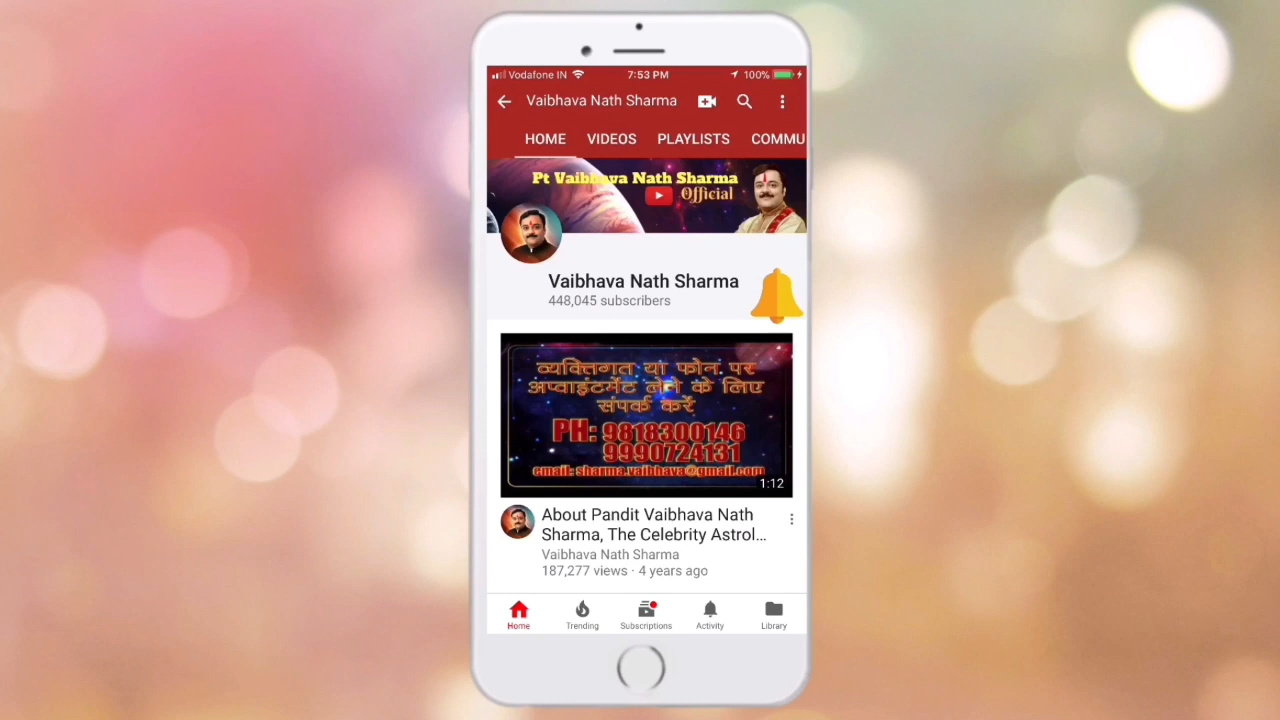 Vodafone IN
7:53 PM
100%
Vaibhava Nath Sharma
HOME VIDEOS PLAYLISTS COMMU
Pt Vaibhava Nath Sharma
Official
Vaibhava Nath Sharma
448,045 subscribers
व्यक्तिगत या फोन पर
अप्वाइंटमेंट लेने के लिए
संपर्क करें
PH: 9818300146
9990724131
email: sharma.vaibhava@gmail.com
1:12
About Pandit Vaibhava Nath
Sharma, The Celebrity Astrol...
Vaibhava Nath Sharma
187,277 views · 4 years ago
Home Trending Subscriptions Activity Library